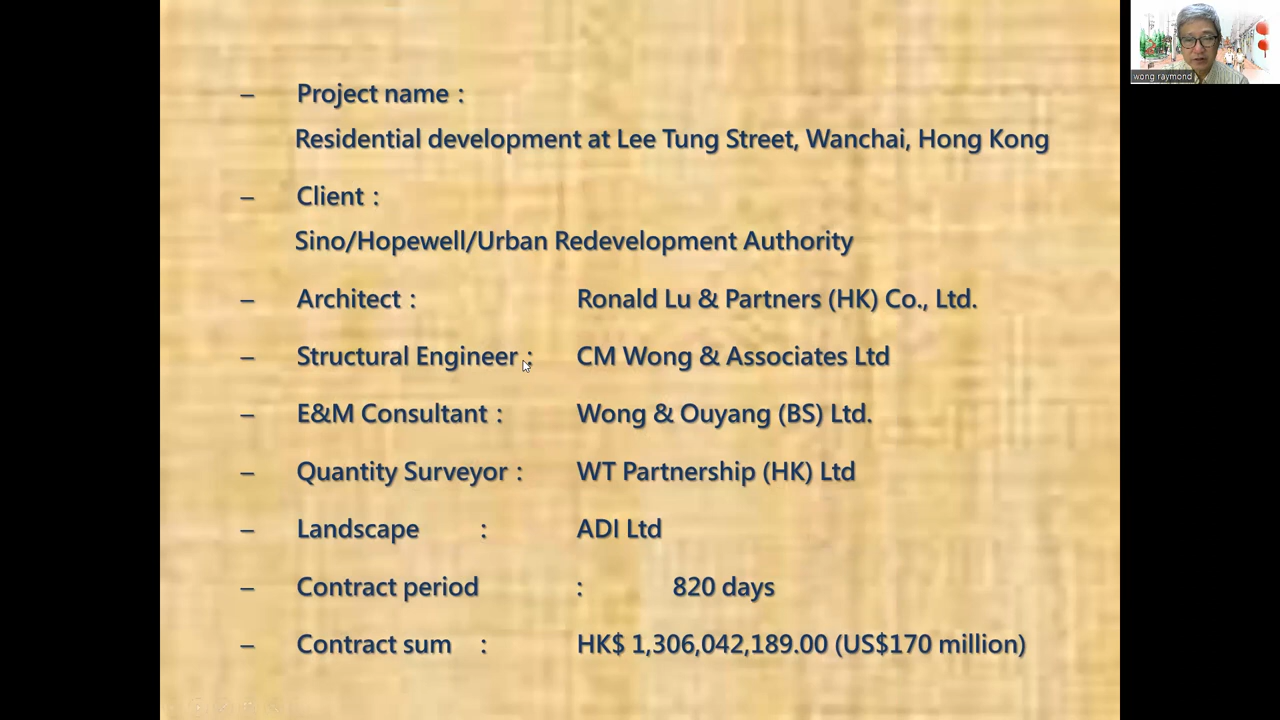 – Project name :
Residential development at Lee Tung Street, Wanchai, Hong Kong
– Client :
Sino/Hopewell/Urban Redevelopment Authority
– Architect : Ronald Lu & Partners (HK) Co., Ltd.
– Structural Engineer : CM Wong & Associates Ltd
– E&M Consultant : Wong & Ouyang (BS) Ltd.
– Quantity Surveyor : WT Partnership (HK) Ltd
– Landscape : ADI Ltd
– Contract period : 820 days
– Contract sum : HK$ 1,306,042,189.00 (US$170 million)
wong raymond